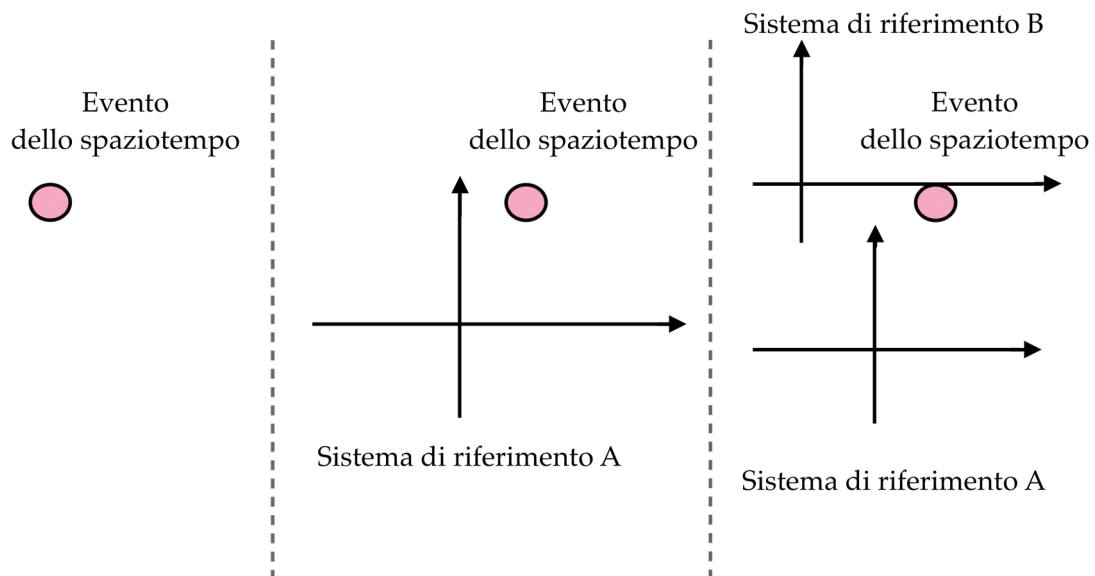 Evento
dello spaziotempo
Evento
dello spaziotempo
Sistema di riferimento A
Sistema di riferimento B
Evento
dello spaziotempo
Sistema di riferimento A